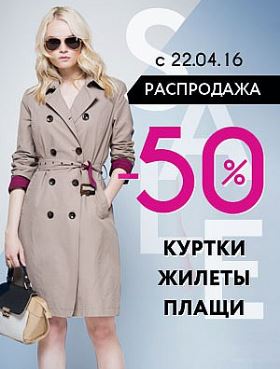 SALE
с 22.04.16
РАСПРОДАЖА
-50%
КУРТКИ
ЖИЛЕТЫ
ПЛАЩИ